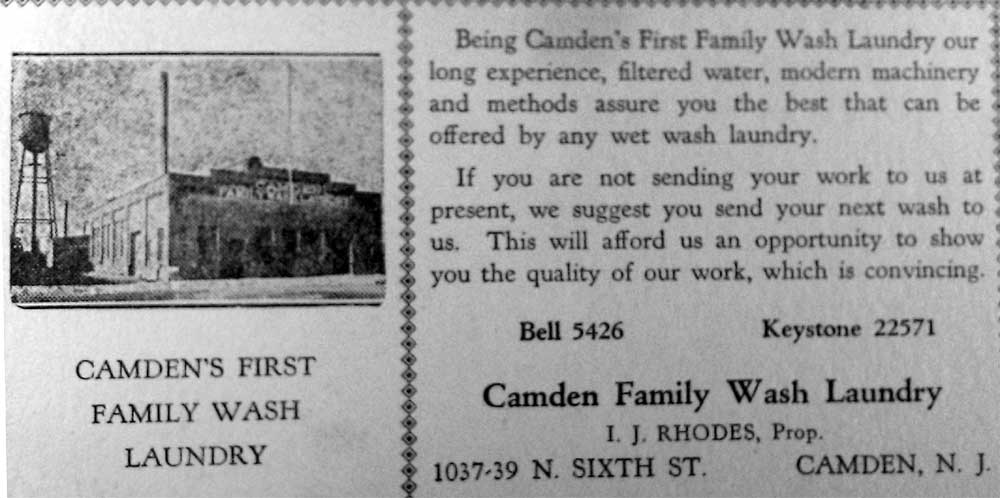 CAMDEN'S FIRST
FAMILY WASH
LAUNDRY
Being Camden's First Family Wash Laundry our
long experience, filtered water, modern machinery
and methods assure you the best that can be
offered by any wet wash laundry.
If you are not sending your work to us at
present, we suggest you send your next wash to
us. This will afford us an opportunity to show
you the quality of our work, which is convincing.
Bell 5426 Keystone 22571
Camden Family Wash Laundry
I. J. RHODES, Prop.
1037-39 N. SIXTH ST. CAMDEN, N. J.